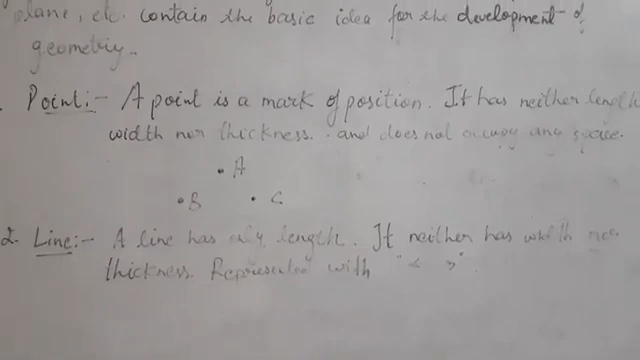 plane, etc. contain the basic idea for the development of
geometriy.
Point:- A point is a mark of position. It has neither length
width nor thickness. and does not occupy any space.
• A
• B • C
2. Line:- A line has only length. It neither has width nor
thickness. Represented with "< >".